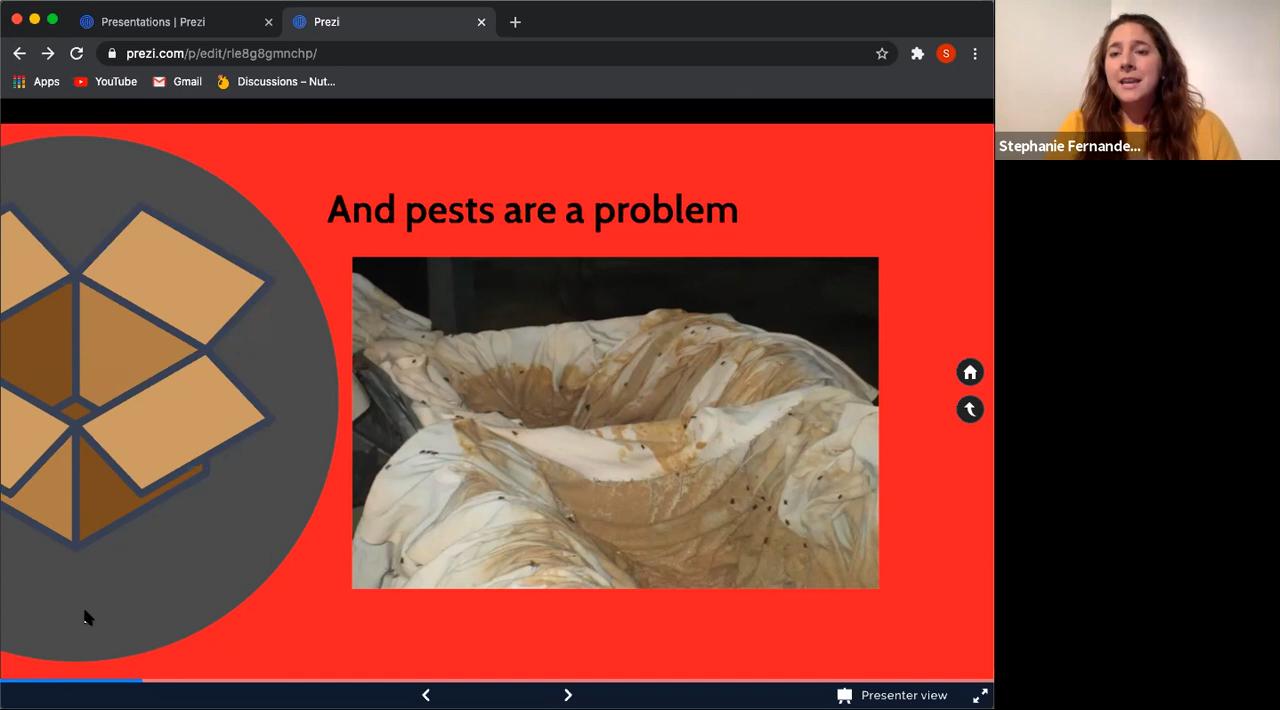 Presentations | Prezi
Prezi
prezi.com/p/edit/rle8g8gmnchp/
S
Apps
YouTube
Gmail
Discussions – Nut...
Stephanie Fernande...
And pests are a problem
Presenter view